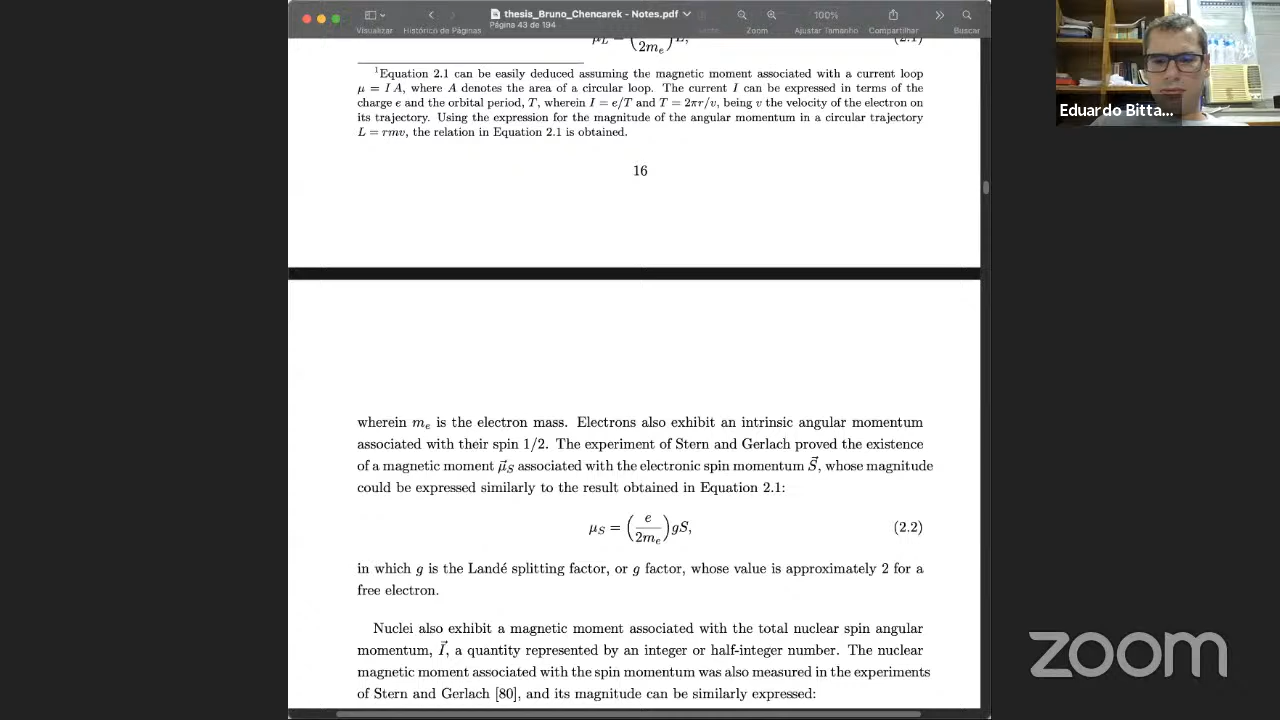 thesis_Bruno_Chencarek - Notes.pdf
Página 43 de 194
100%
Visualizar
Histórico de Páginas
Zoom
Ajustar Tamanho
Compartilhar
Buscar
¹Equation 2.1 can be easily deduced assuming the magnetic moment associated with a current loop
μ = IA, where A denotes the area of a circular loop. The current I can be expressed in terms of the
charge e and the orbital period, T, wherein I = e/T and T = 2πr/v, being v the velocity of the electron on
its trajectory. Using the expression for the magnitude of the angular momentum in a circular trajectory
L = rmv, the relation in Equation 2.1 is obtained.
16
wherein mₑ is the electron mass. Electrons also exhibit an intrinsic angular momentum
associated with their spin 1/2. The experiment of Stern and Gerlach proved the existence
of a magnetic moment μ⃗_S associated with the electronic spin momentum S⃗, whose magnitude
could be expressed similarly to the result obtained in Equation 2.1:
μ_S = (e/2mₑ)gS, (2.2)
in which g is the Landé splitting factor, or g factor, whose value is approximately 2 for a
free electron.
Nuclei also exhibit a magnetic moment associated with the total nuclear spin angular
momentum, I⃗, a quantity represented by an integer or half-integer number. The nuclear
magnetic moment associated with the spin momentum was also measured in the experiments
of Stern and Gerlach [80], and its magnitude can be similarly expressed:
Eduardo Bitta...
zoom